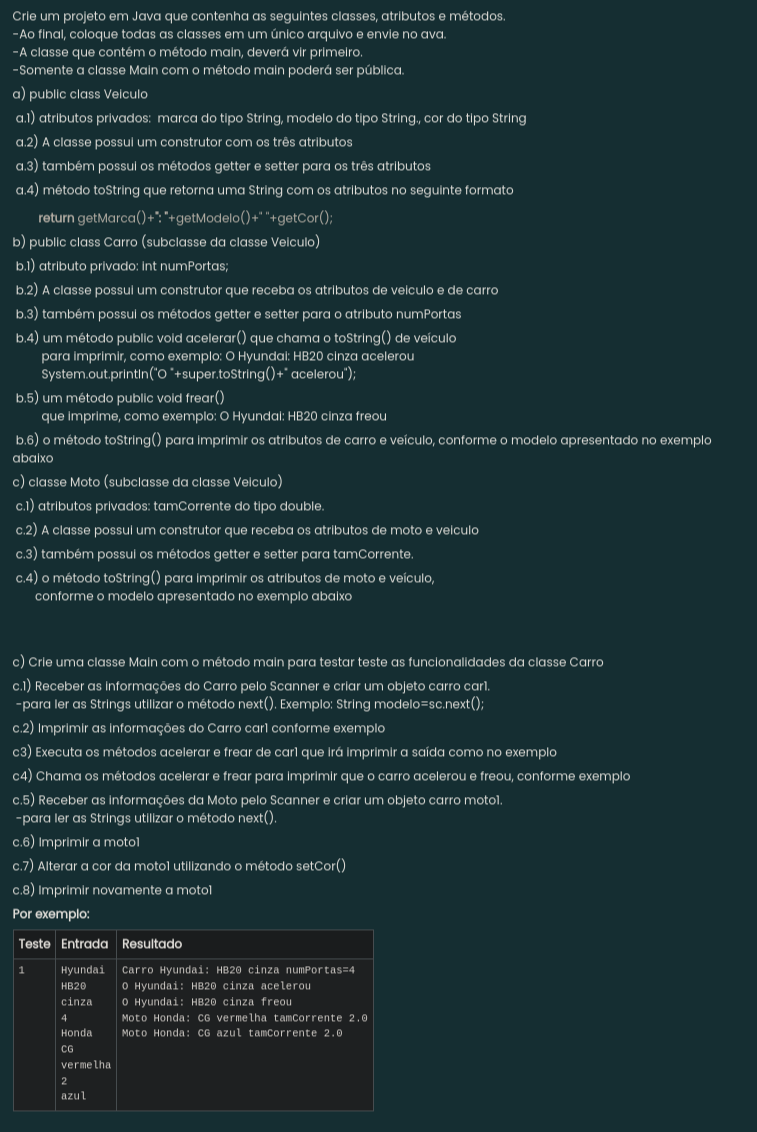 Crie um projeto em Java que contenha as seguintes classes, atributos e métodos.
-Ao final, coloque todas as classes em um único arquivo e envie no ava.
-A classe que contém o método main, deverá vir primeiro.
-Somente a classe Main com o método main poderá ser pública.
a) public class Veiculo
a.1) atributos privados:  marca do tipo String, modelo do tipo String., cor do tipo String
a.2) A classe possui um construtor com os três atributos
a.3) também possui os métodos getter e setter para os três atributos
a.4) método toString que retorna uma String com os atributos no seguinte formato
return getMarca()+": "+getModelo()+" "+getCor();
b) public class Carro (subclasse da classe Veiculo)
b.1) atributo privado: int numPortas;
b.2) A classe possui um construtor que receba os atributos de veiculo e de carro
b.3) também possui os métodos getter e setter para o atributo numPortas
b.4) um método public void acelerar() que chama o toString() de veículo
para imprimir, como exemplo: O Hyundai: HB20 cinza acelerou
System.out.println("O "+super.toString()+" acelerou");
b.5) um método public void frear()
que imprime, como exemplo: O Hyundai: HB20 cinza freou
b.6) o método toString() para imprimir os atributos de carro e veículo, conforme o modelo apresentado no exemplo
abaixo
c) classe Moto (subclasse da classe Veiculo)
c.1) atributos privados: tamCorrente do tipo double.
c.2) A classe possui um construtor que receba os atributos de moto e veiculo
c.3) também possui os métodos getter e setter para tamCorrente.
c.4) o método toString() para imprimir os atributos de moto e veículo,
conforme o modelo apresentado no exemplo abaixo
c) Crie uma classe Main com o método main para testar teste as funcionalidades da classe Carro
c.1) Receber as informações do Carro pelo Scanner e criar um objeto carro car1.
-para ler as Strings utilizar o método next(). Exemplo: String modelo=sc.next();
c.2) Imprimir as informações do Carro car1 conforme exemplo
c3) Executa os métodos acelerar e frear de car1 que irá imprimir a saída como no exemplo
c4) Chama os métodos acelerar e frear para imprimir que o carro acelerou e freou, conforme exemplo
c.5) Receber as informações da Moto pelo Scanner e criar um objeto carro moto1.
-para ler as Strings utilizar o método next().
c.6) Imprimir a moto1
c.7) Alterar a cor da moto1 utilizando o método setCor()
c.8) Imprimir novamente a moto1
Por exemplo:
Teste Entrada Resultado
1 Hyundai Carro Hyundai: HB20 cinza numPortas=4
HB20 O Hyundai: HB20 cinza acelerou
cinza O Hyundai: HB20 cinza freou
4 Moto Honda: CG vermelha tamCorrente 2.0
Honda Moto Honda: CG azul tamCorrente 2.0
CG
vermelha
2
azul